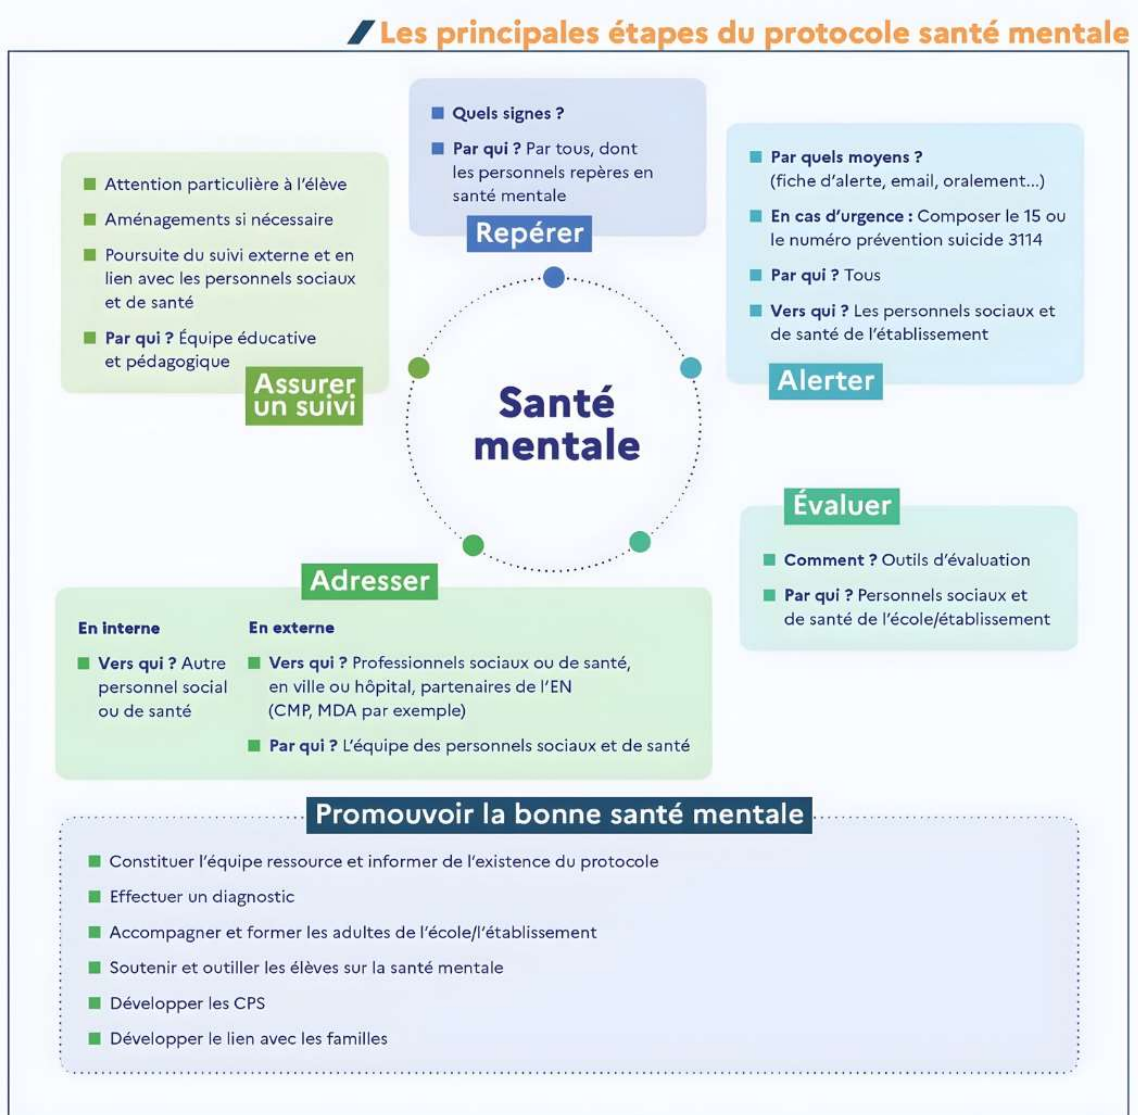 Les principales étapes du protocole santé mentale
Quels signes ?
Par qui ? Par tous, dont
les personnels repères en
santé mentale
Repérer
Par quels moyens ?
(fiche d'alerte, email, oralement...)
En cas d'urgence : Composer le 15 ou
le numéro prévention suicide 3114
Par qui ? Tous
Vers qui ? Les personnels sociaux et
de santé de l'établissement
Alerter
Évaluer
Comment ? Outils d'évaluation
Par qui ? Personnels sociaux et
de santé de l'école/établissement
Adresser
En interne
Vers qui ? Autre
personnel social
ou de santé
En externe
Vers qui ? Professionnels sociaux ou de santé,
en ville ou hôpital, partenaires de l'EN
(CMP, MDA par exemple)
Par qui ? L'équipe des personnels sociaux et de santé
Attention particulière à l'élève
Aménagements si nécessaire
Poursuite du suivi externe et en
lien avec les personnels sociaux
et de santé
Par qui ? Équipe éducative
et pédagogique
Assurer
un suivi
Santé
mentale
Promouvoir la bonne santé mentale
Constituer l'équipe ressource et informer de l'existence du protocole
Effectuer un diagnostic
Accompagner et former les adultes de l'école/l'établissement
Soutenir et outiller les élèves sur la santé mentale
Développer les CPS
Développer le lien avec les familles